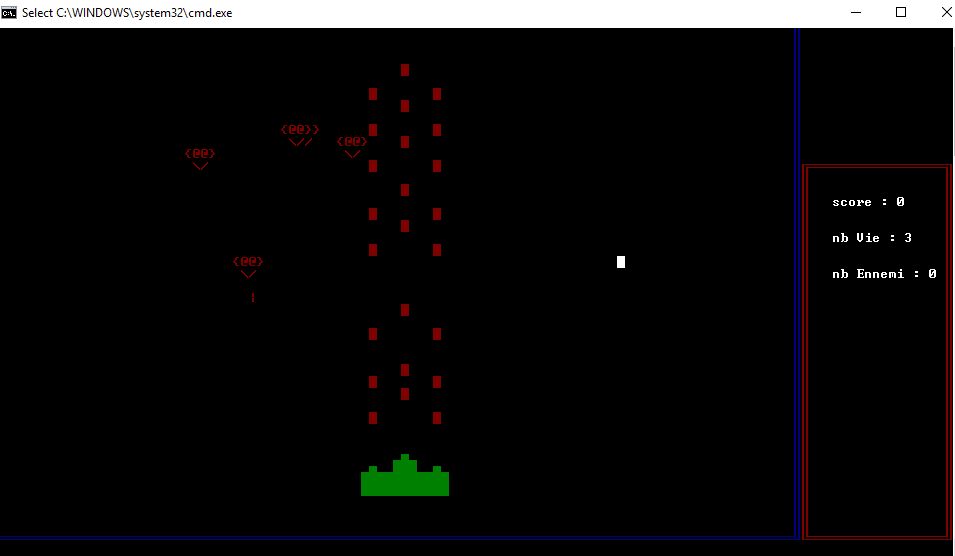 Select C:\WINDOWS\system32\cmd.exe
{@@}}
\//
{@@}
\/
{@@}
\/
{@@}
\/
|
score : 0
nb Vie : 3
nb Ennemi : 0